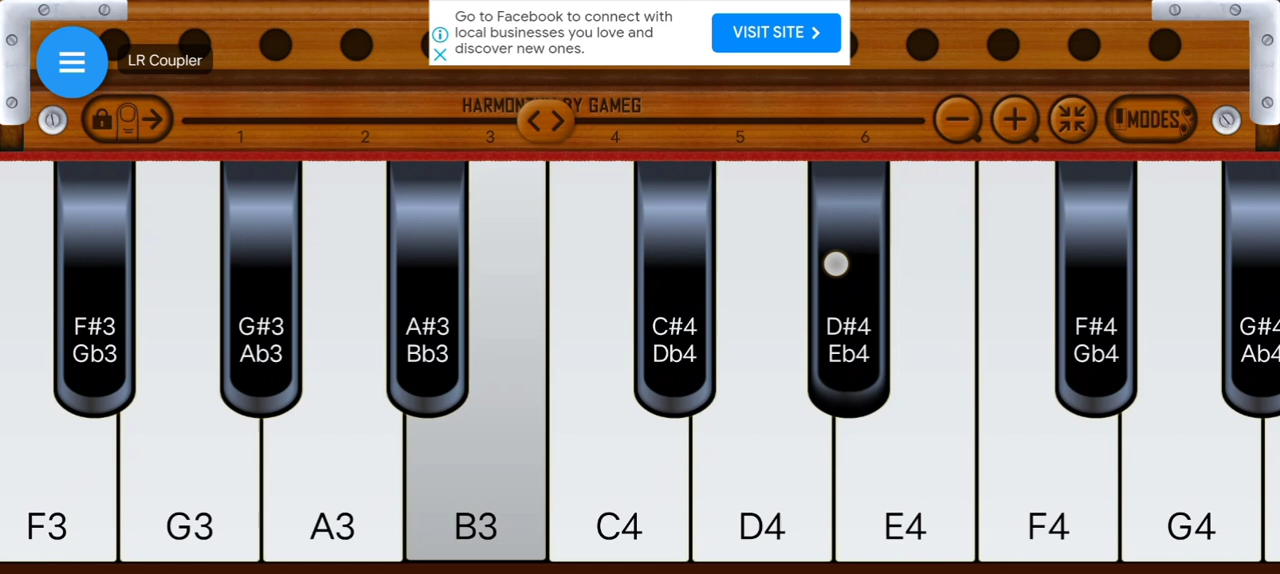 Go to Facebook to connect with
local businesses you love and
discover new ones.
VISIT SITE
LR Coupler
BY GAMEG
1 2 3 4 5 6
MODES
F#3
Gb3
G#3
Ab3
A#3
Bb3
C#4
Db4
D#4
Eb4
F#4
Gb4
G#4
Ab4
F3 G3 A3 B3 C4 D4 E4 F4 G4